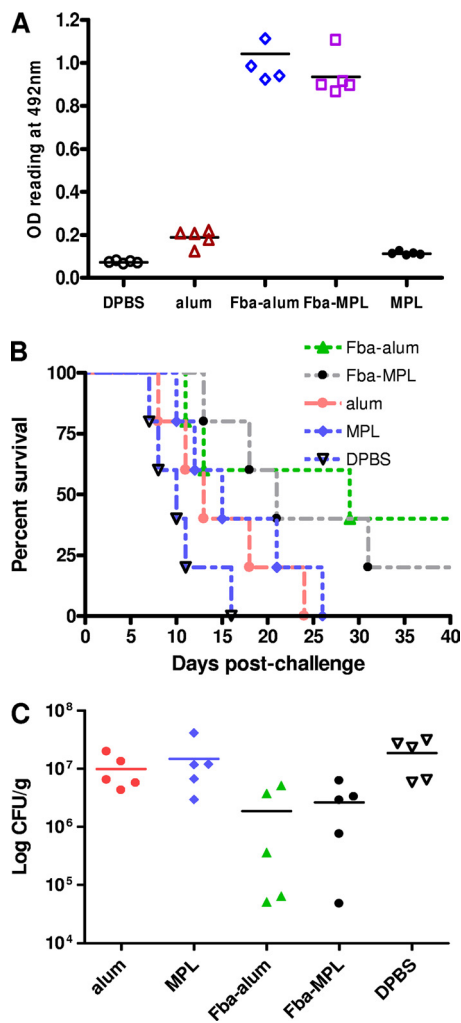 A
OD reading at 492nm
1.2
1.0
0.8
0.6
0.4
0.2
0.0
DPBS alum Fba-alum Fba-MPL MPL
B
Fba-alum
Fba-MPL
alum
MPL
DPBS
Percent survival
100
75
50
25
0
0 5 10 15 20 25 30 35 40
Days post-challenge
C
Log CFU/g
10^8
10^7
10^6
10^5
10^4
alum MPL Fba-alum Fba-MPL DPBS